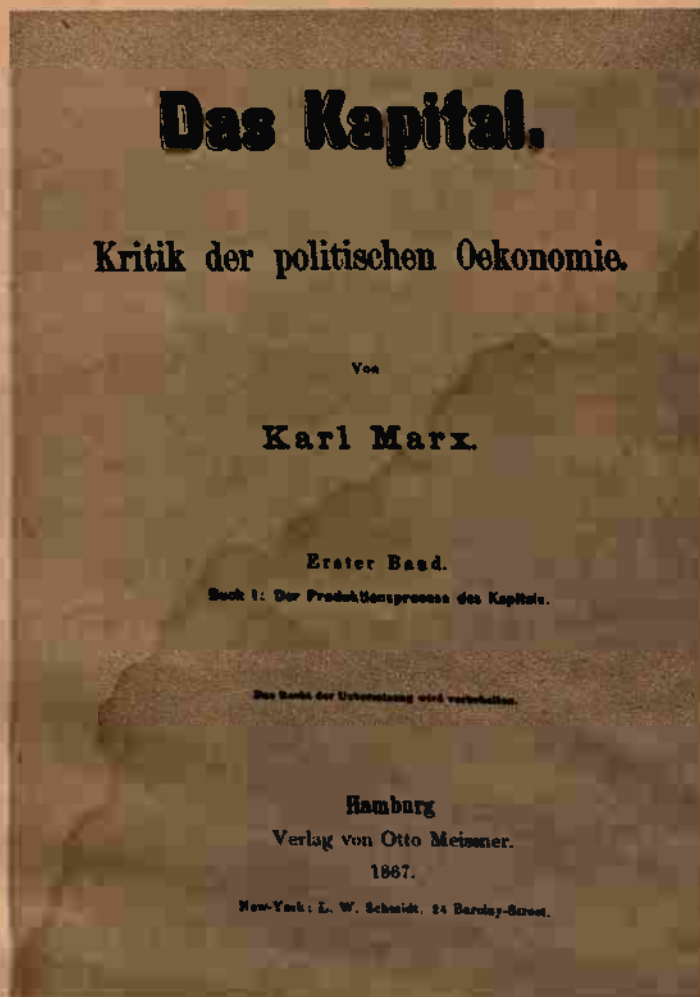 Das Kapital.
Kritik der politischen Oekonomie.
Von
Karl Marx.
Erster Band.
Buch I: Der Produktionsprocess des Kapitals.
Das Recht der Uebersetzung wird vorbehalten.
Hamburg
Verlag von Otto Meissner.
1867.
New-York: L. W. Schmidt, 24 Barclay-Street.